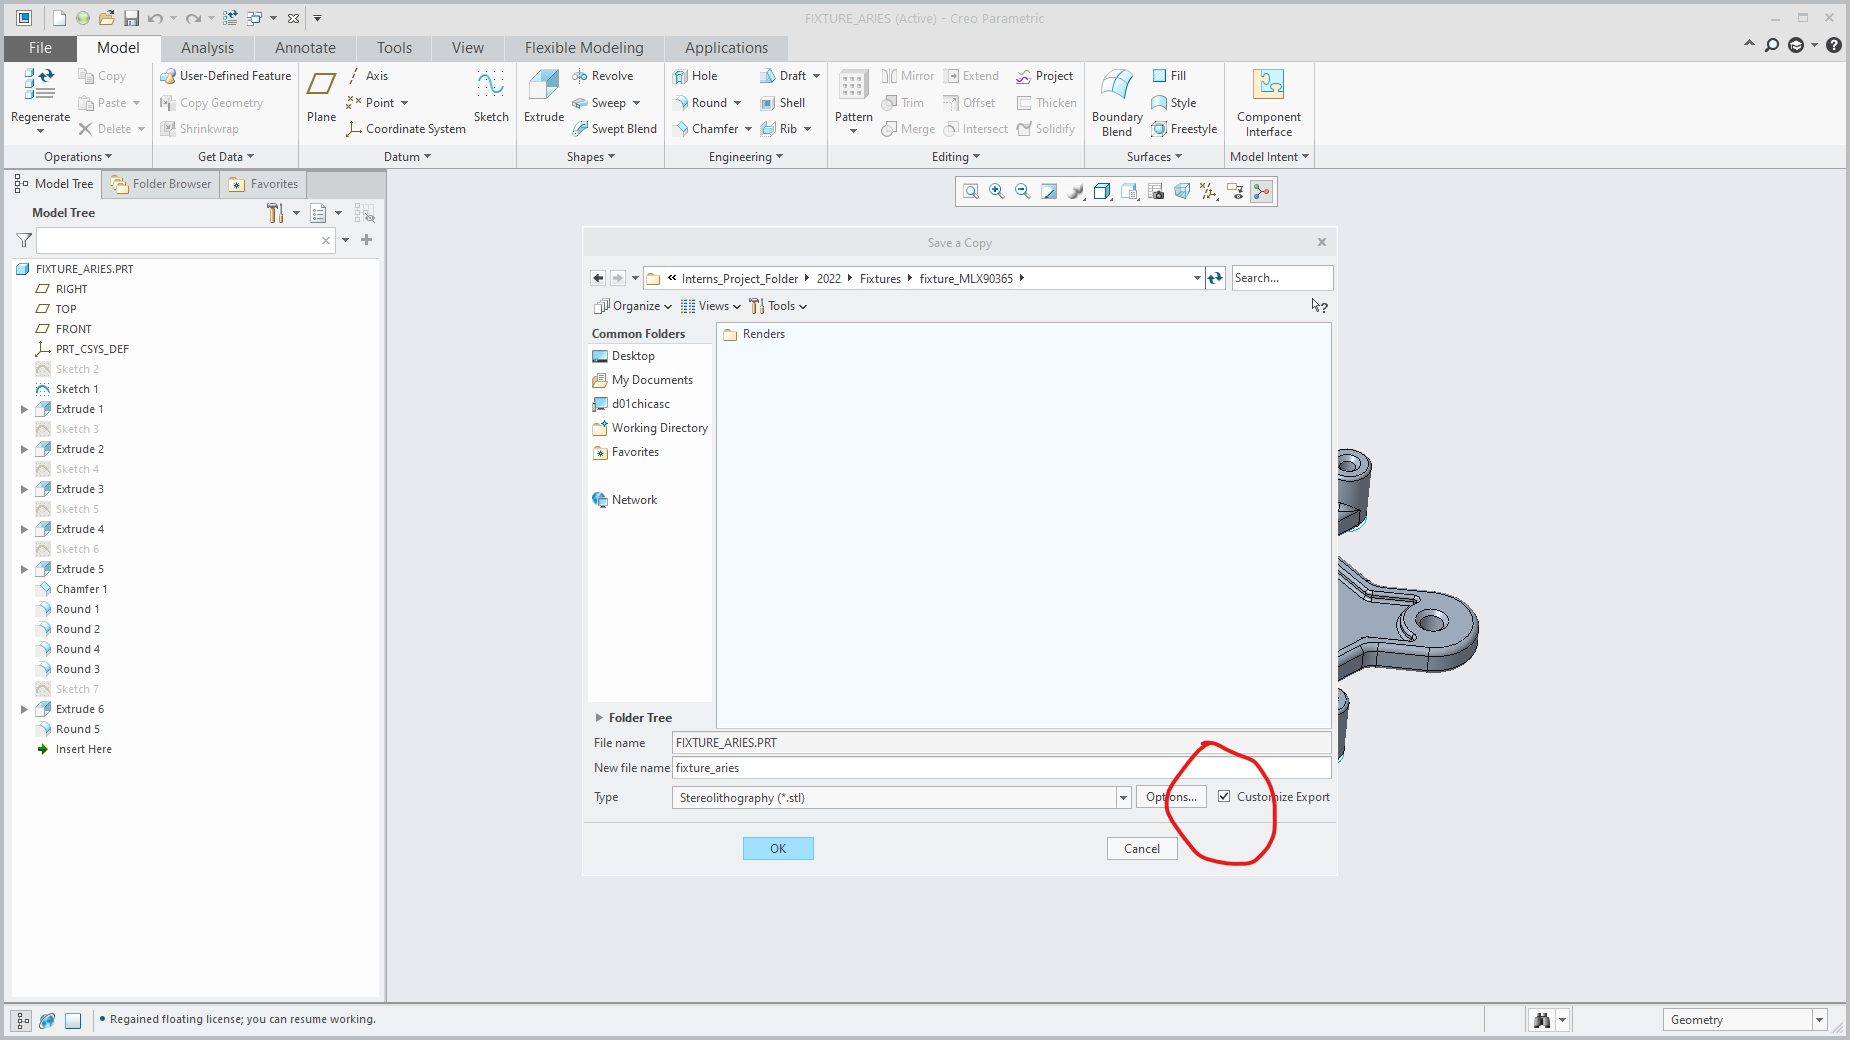 FIXTURE_ARIES (Active) - Creo Parametric
File Model Analysis Annotate Tools View Flexible Modeling Applications
Regenerate
Copy
Paste
Delete
Operations
User-Defined Feature
Copy Geometry
Shrinkwrap
Get Data
Plane
Axis
Point
Coordinate System
Sketch
Datum
Extrude
Revolve
Sweep
Swept Blend
Shapes
Hole
Round
Chamfer
Draft
Shell
Rib
Engineering
Pattern
Mirror
Trim
Merge
Extend
Offset
Intersect
Project
Thicken
Solidify
Editing
Boundary
Blend
Fill
Style
Freestyle
Surfaces
Component
Interface
Model Intent
Model Tree Folder Browser Favorites
Model Tree
FIXTURE_ARIES.PRT
RIGHT
TOP
FRONT
PRT_CSYS_DEF
Sketch 2
Sketch 1
Extrude 1
Sketch 3
Extrude 2
Sketch 4
Extrude 3
Sketch 5
Extrude 4
Sketch 6
Extrude 5
Chamfer 1
Round 1
Round 2
Round 4
Round 3
Sketch 7
Extrude 6
Round 5
Insert Here
Save a Copy
« Interns_Project_Folder 2022 Fixtures fixture_MLX90365
Search...
Organize Views Tools
Common Folders
Desktop
My Documents
d01chicasc
Working Directory
Favorites
Network
Renders
Folder Tree
File name FIXTURE_ARIES.PRT
New file name fixture_aries
Type Stereolithography (*.stl) Options... Customize Export
OK Cancel
• Regained floating license; you can resume working.
Geometry